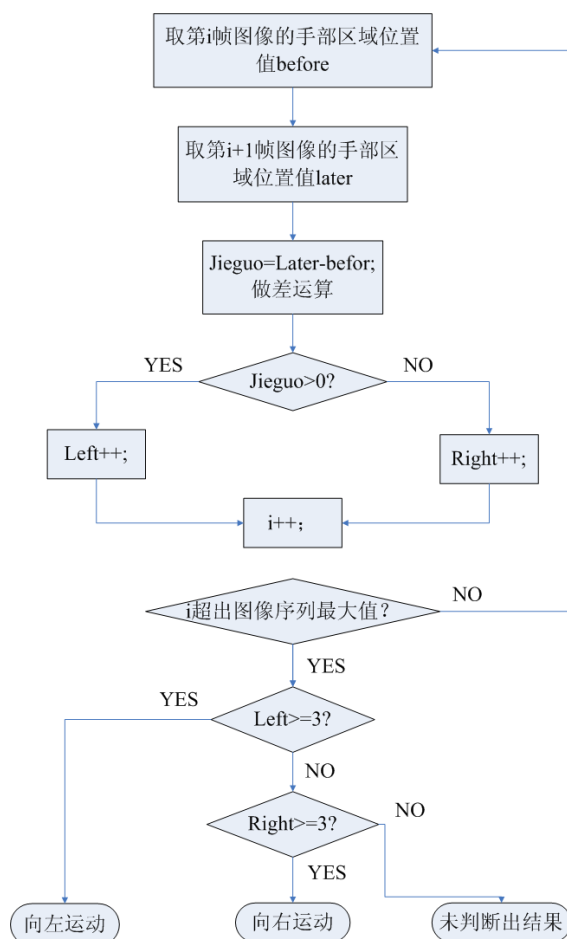 取第i帧图像的手部区域位置
值before
取第i+1帧图像的手部区
域位置值later
Jieguo=Later-befor;
做差运算
YES
Jieguo>0?
NO
Left++;
Right++;
i++;
i超出图像序列最大值?
NO
YES
YES
Left>=3?
NO
Right>=3?
NO
YES
向左运动
向右运动
未判断出结果